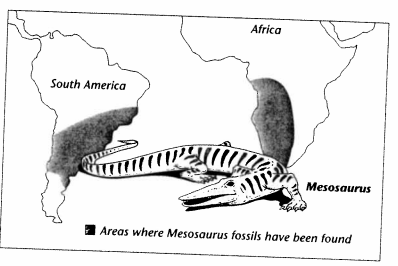 Africa
South America
Mesosaurus
Areas where Mesosaurus fossils have been found